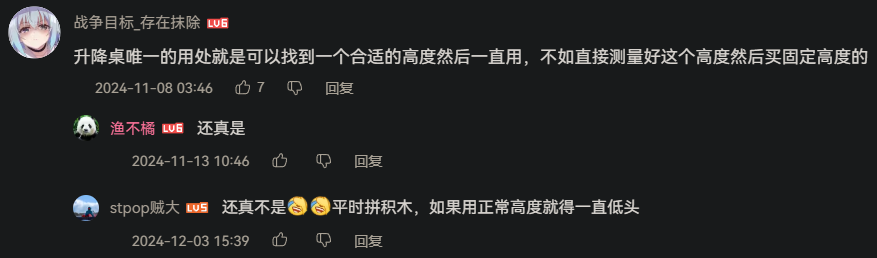 战争目标_存在抹除 LV6
升降桌唯一的用处就是可以找到一个合适的高度然后一直用，不如直接测量好这个高度然后买固定高度的
2024-11-08 03:46 7 回复
渔不橘 LV6 还真是
2024-11-13 10:46 回复
stpop贼大 LV5 还真不是平时拼积木，如果用正常高度就得一直低头
2024-12-03 15:39 回复